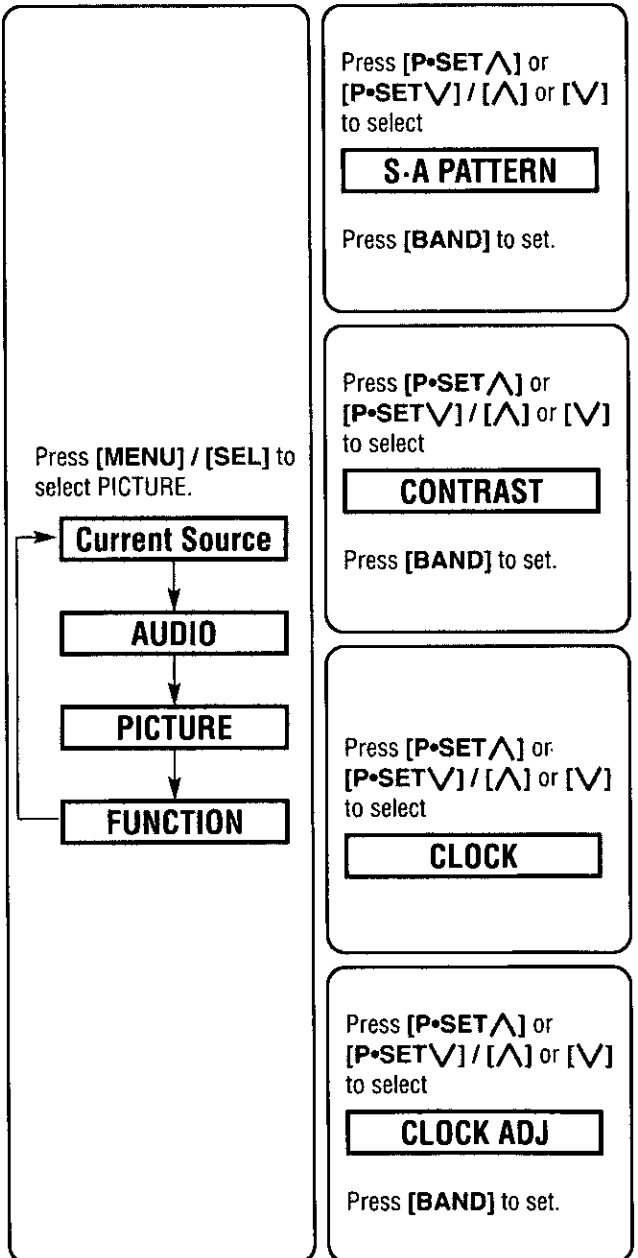 Press [MENU] / [SEL] to
select PICTURE.
Current Source
AUDIO
PICTURE
FUNCTION
Press [P•SET∧] or
[P•SET∨] / [∧] or [∨]
to select
S·A PATTERN
Press [BAND] to set.
Press [P•SET∧] or
[P•SET∨] / [∧] or [∨]
to select
CONTRAST
Press [BAND] to set.
Press [P•SET∧] or
[P•SET∨] / [∧] or [∨]
to select
CLOCK
Press [P•SET∧] or
[P•SET∨] / [∧] or [∨]
to select
CLOCK ADJ
Press [BAND] to set.